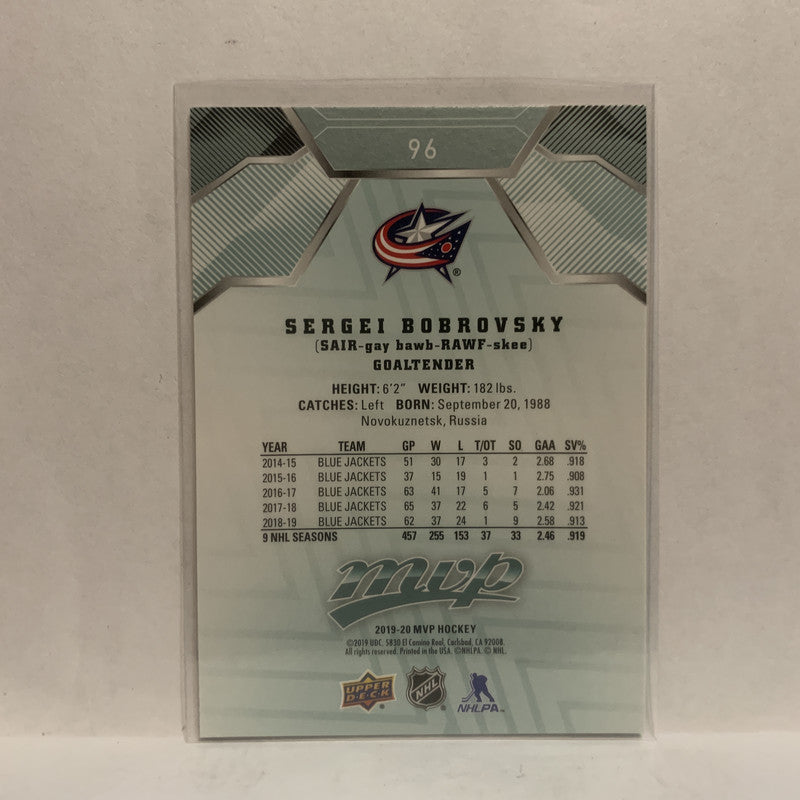 96
®
SERGEI BOBROVSKY
(SAIR-gay bawb-RAWF-skee)
GOALTENDER
HEIGHT: 6'2" WEIGHT: 182 lbs.
CATCHES: Left BORN: September 20, 1988
Novokuznetsk, Russia
YEAR TEAM GP W L T/OT SO GAA SV%
2014-15 BLUE JACKETS 51 30 17 3 2 2.68 .918
2015-16 BLUE JACKETS 37 15 19 1 1 2.75 .908
2016-17 BLUE JACKETS 63 41 17 5 7 2.06 .931
2017-18 BLUE JACKETS 65 37 22 6 5 2.42 .921
2018-19 BLUE JACKETS 62 37 24 1 9 2.58 .913
9 NHL SEASONS 457 255 153 37 33 2.46 .919
mvp
2019-20 MVP HOCKEY
©2019 UDC. 5830 El Camino Real, Carlsbad, CA 92008.
All rights reserved. Printed in the USA. ©NHLPA. © NHL.
UPPER DECK® NHL® NHLPA™